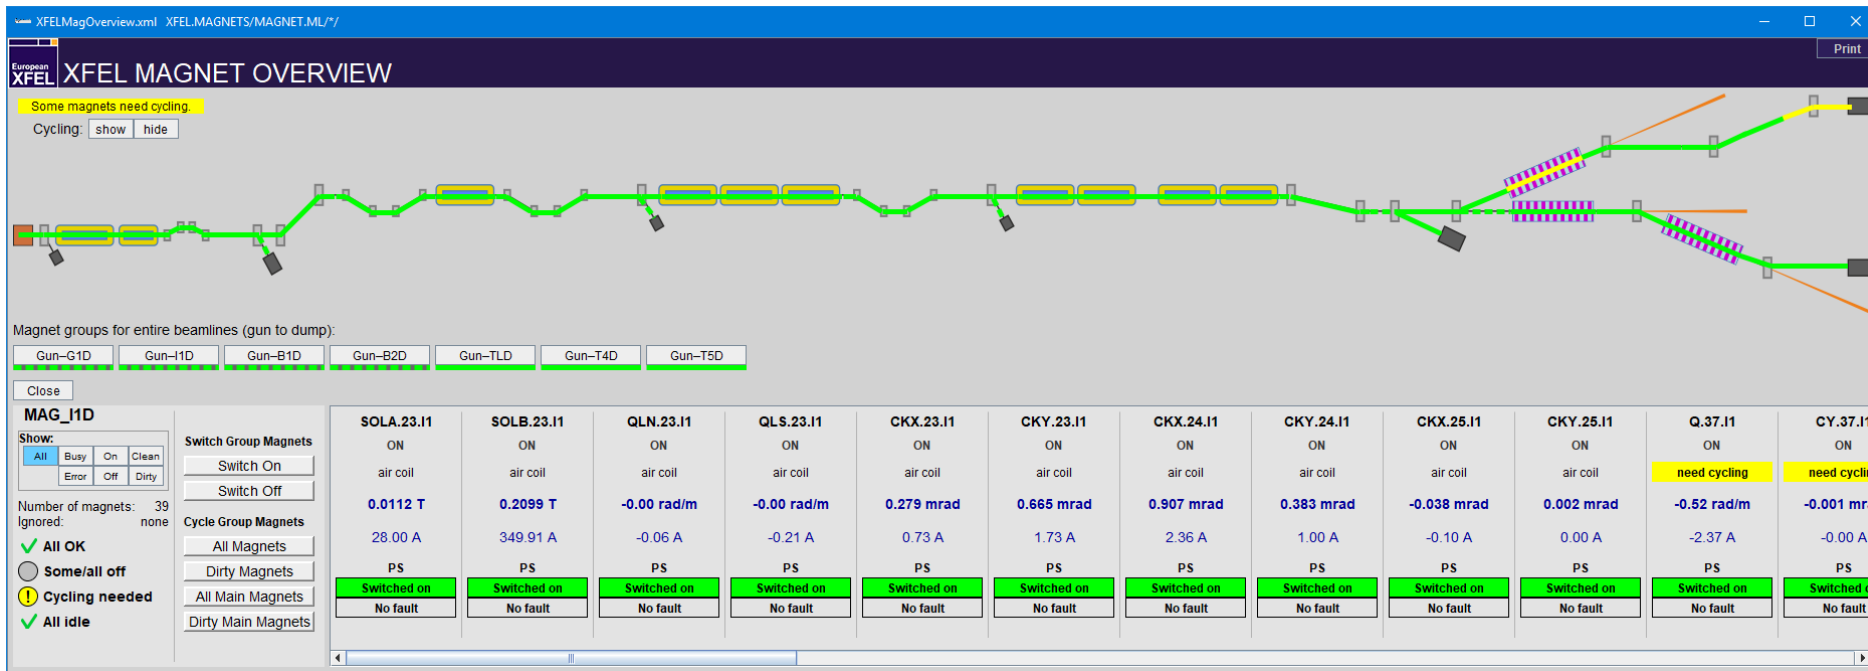 XFELMagOverview.xml XFEL.MAGNETS/MAGNET.ML/*/
Print
European
XFEL
XFEL MAGNET OVERVIEW
Some magnets need cycling.
Cycling: show hide
Magnet groups for entire beamlines (gun to dump):
Gun–G1D Gun–I1D Gun–B1D Gun–B2D Gun–TLD Gun–T4D Gun–T5D
Close
MAG_I1D
Show:
All Busy On Clean
Error Off Dirty
Number of magnets: 39
Ignored: none
All OK
Some/all off
Cycling needed
All idle
Switch Group Magnets
Switch On
Switch Off
Cycle Group Magnets
All Magnets
Dirty Magnets
All Main Magnets
Dirty Main Magnets
SOLA.23.I1 SOLB.23.I1 QLN.23.I1 QLS.23.I1 CKX.23.I1 CKY.23.I1 CKX.24.I1 CKY.24.I1 CKX.25.I1 CKY.25.I1 Q.37.I1 CY.37.I1
ON ON ON ON ON ON ON ON ON ON ON ON
air coil air coil air coil air coil air coil air coil air coil air coil air coil air coil need cycling need cycli
0.0112 T 0.2099 T -0.00 rad/m -0.00 rad/m 0.279 mrad 0.665 mrad 0.907 mrad 0.383 mrad -0.038 mrad 0.002 mrad -0.52 rad/m -0.001 mr
28.00 A 349.91 A -0.06 A -0.21 A 0.73 A 1.73 A 2.36 A 1.00 A -0.10 A 0.00 A -2.37 A -0.00 A
PS PS PS PS PS PS PS PS PS PS PS PS
Switched on Switched on Switched on Switched on Switched on Switched on Switched on Switched on Switched on Switched on Switched on Switched o
No fault No fault No fault No fault No fault No fault No fault No fault No fault No fault No fault No fault